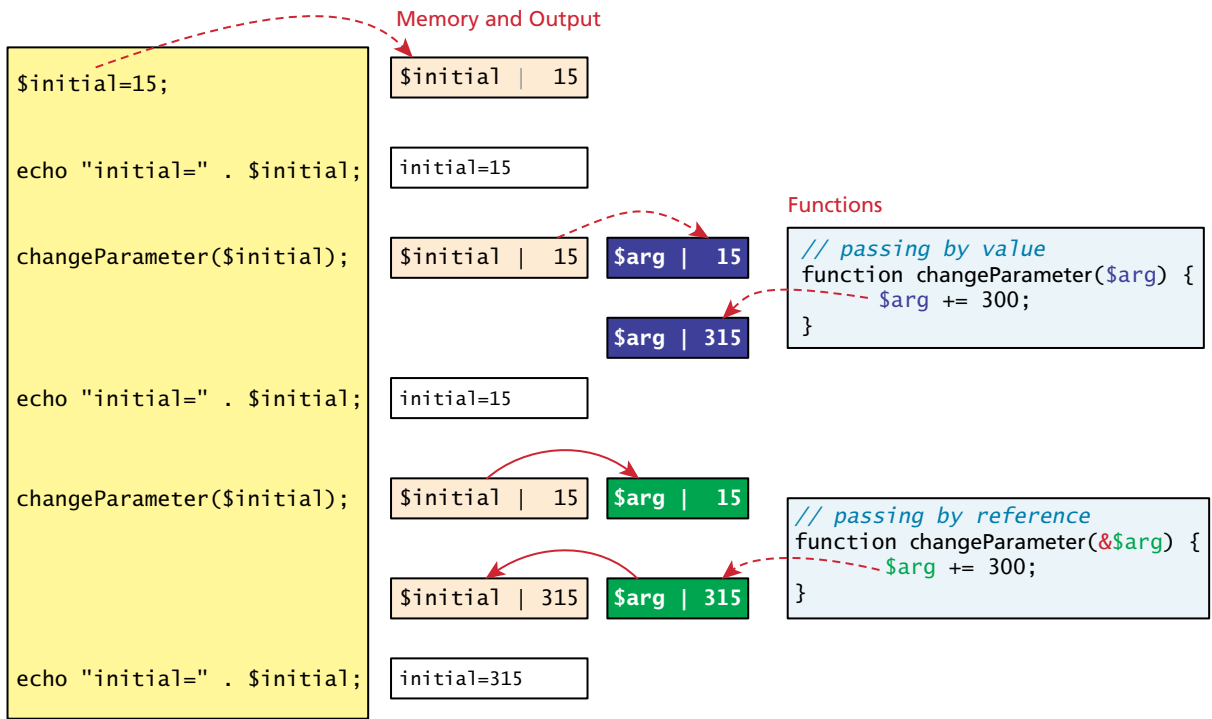 Memory and Output
$initial=15;
$initial | 15
echo "initial=" . $initial;
initial=15
Functions
changeParameter($initial);
$initial | 15
$arg | 15
// passing by value
function changeParameter($arg) {
$arg += 300;
}
$arg | 315
echo "initial=" . $initial;
initial=15
changeParameter($initial);
$initial | 15
$arg | 15
// passing by reference
function changeParameter(&$arg) {
$arg += 300;
}
$initial | 315
$arg | 315
echo "initial=" . $initial;
initial=315